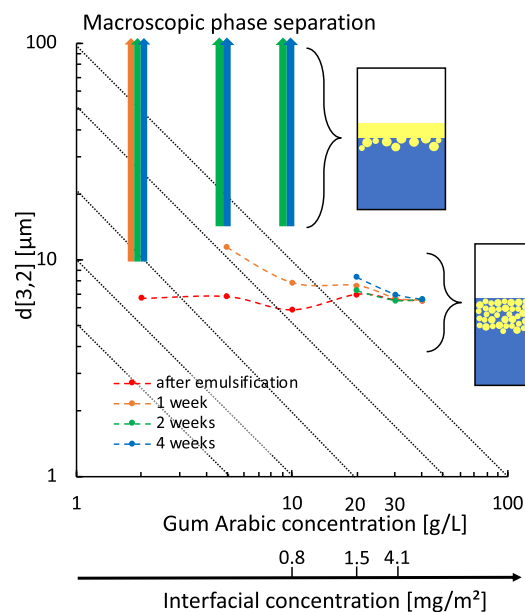 Macroscopic phase separation
100
10
1
d[3,2] [µm]
after emulsification
1 week
2 weeks
4 weeks
1 10 20 30 100
Gum Arabic concentration [g/L]
0.8 1.5 4.1
Interfacial concentration [mg/m²]